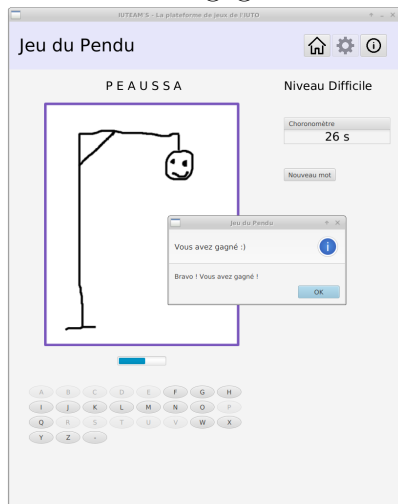 IUTEAM'S - La plateforme de jeux de l'IUTO
Jeu du Pendu
P E A U S S A
Niveau Difficile
Choronomètre
26 s
Nouveau mot
Jeu du Pendu
Vous avez gagné :)
Bravo ! Vous avez gagné !
OK
A B C D E F G H
I J K L M N O P
Q R S T U V W X
Y Z -